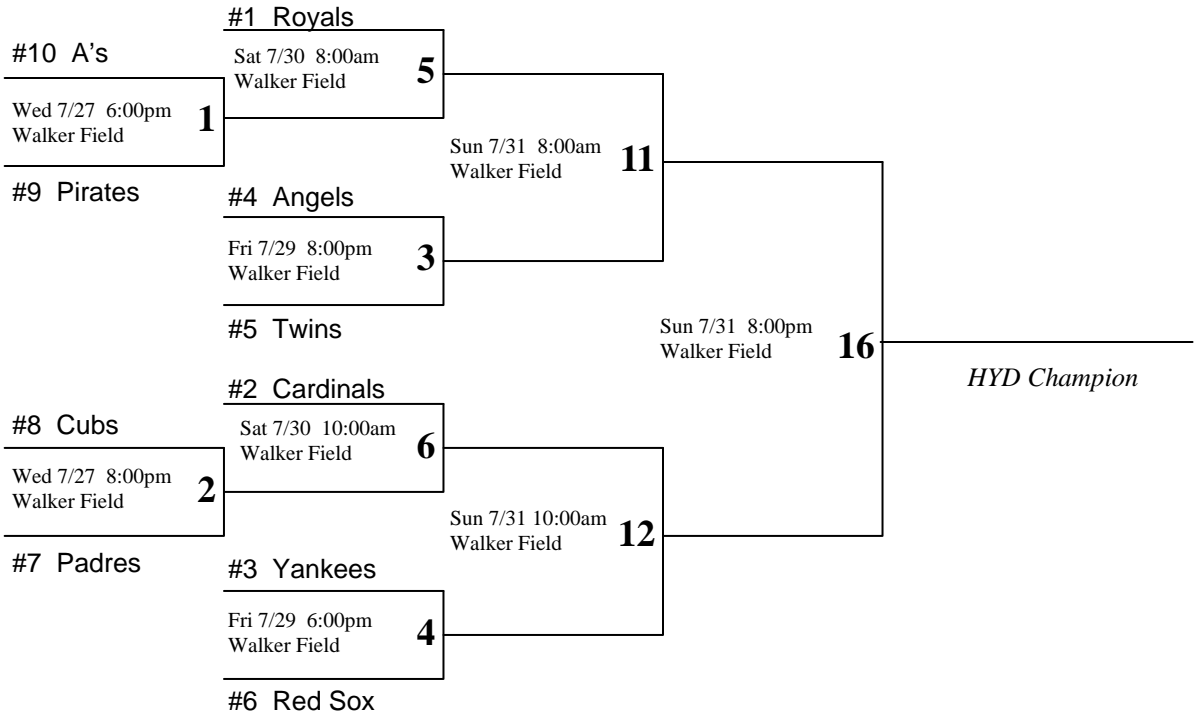 #1 Royals
#10 A's
Sat 7/30 8:00am
Walker Field
5
Wed 7/27 6:00pm
Walker Field
1
Sun 7/31 8:00am
Walker Field
11
#9 Pirates
#4 Angels
Fri 7/29 8:00pm
Walker Field
3
#5 Twins
Sun 7/31 8:00pm
Walker Field
16
HYD Champion
#2 Cardinals
#8 Cubs
Sat 7/30 10:00am
Walker Field
6
Wed 7/27 8:00pm
Walker Field
2
Sun 7/31 10:00am
Walker Field
12
#7 Padres
#3 Yankees
Fri 7/29 6:00pm
Walker Field
4
#6 Red Sox